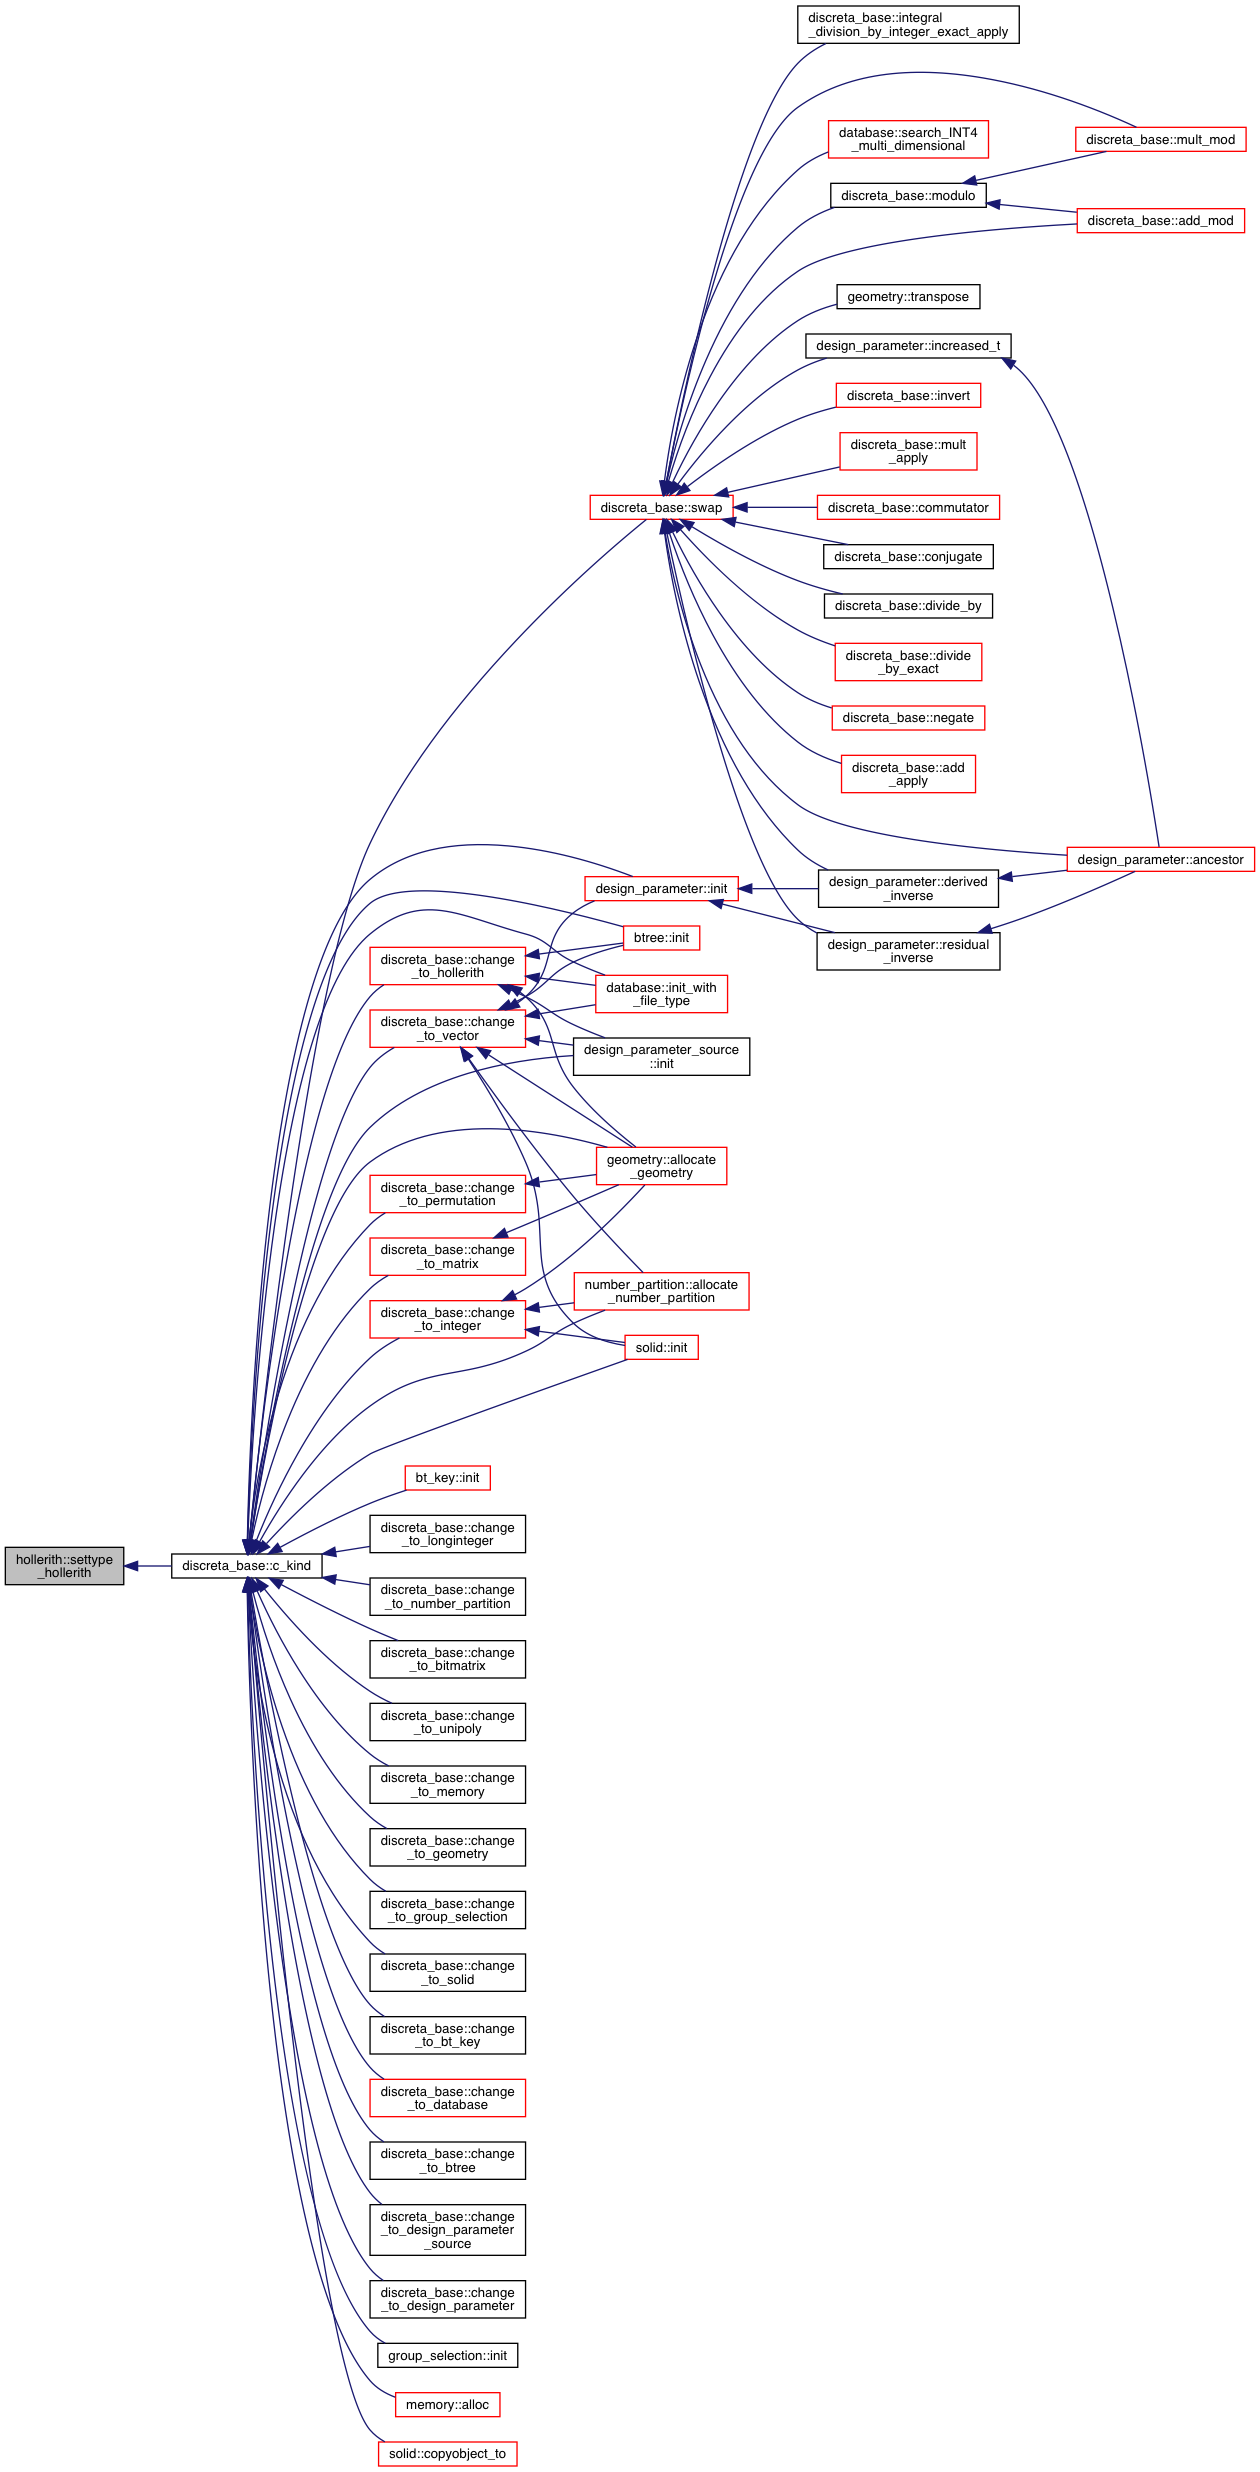 discreta_base::integral
_division_by_integer_exact_apply
database::search_INT4
_multi_dimensional
discreta_base::mult_mod
discreta_base::modulo
discreta_base::add_mod
geometry::transpose
design_parameter::increased_t
discreta_base::invert
discreta_base::mult
_apply
discreta_base::swap
discreta_base::commutator
discreta_base::conjugate
discreta_base::divide_by
discreta_base::divide
_by_exact
discreta_base::negate
discreta_base::add
_apply
design_parameter::ancestor
design_parameter::init
design_parameter::derived
_inverse
btree::init
design_parameter::residual
_inverse
discreta_base::change
_to_hollerith
database::init_with
_file_type
discreta_base::change
_to_vector
design_parameter_source
::init
geometry::allocate
_geometry
discreta_base::change
_to_permutation
discreta_base::change
_to_matrix
number_partition::allocate
_number_partition
discreta_base::change
_to_integer
solid::init
bt_key::init
discreta_base::change
_to_longinteger
hollerith::settype
_hollerith
discreta_base::c_kind
discreta_base::change
_to_number_partition
discreta_base::change
_to_bitmatrix
discreta_base::change
_to_unipoly
discreta_base::change
_to_memory
discreta_base::change
_to_geometry
discreta_base::change
_to_group_selection
discreta_base::change
_to_solid
discreta_base::change
_to_bt_key
discreta_base::change
_to_database
discreta_base::change
_to_btree
discreta_base::change
_to_design_parameter
_source
discreta_base::change
_to_design_parameter
group_selection::init
memory::alloc
solid::copyobject_to